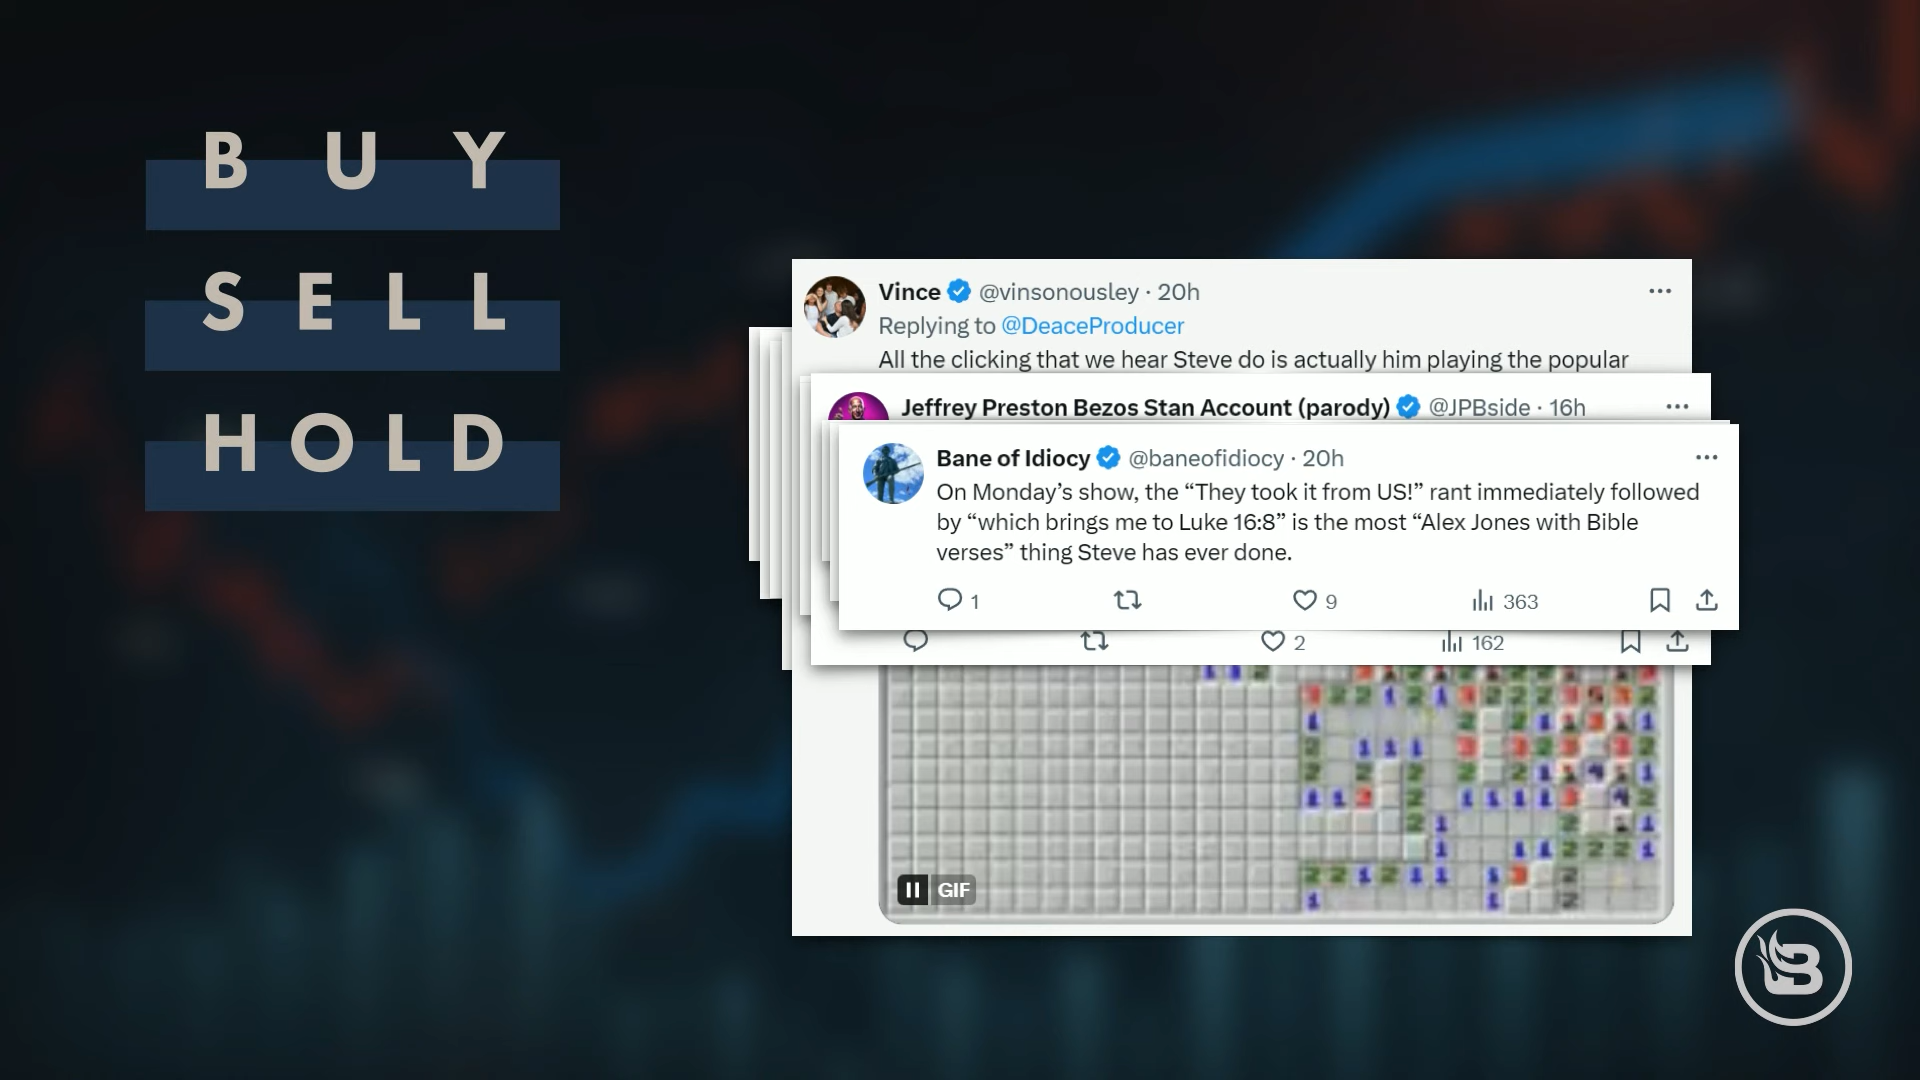 BUY
SELL
HOLD
Vince @vinsonousley · 20h
Replying to @DeaceProducer
All the clicking that we hear Steve do is actually him playing the popular
Jeffrey Preston Bezos Stan Account (parody) @JPBside · 16h
Bane of Idiocy @baneofidiocy · 20h
On Monday’s show, the “They took it from US!” rant immediately followed
by “which brings me to Luke 16:8” is the most “Alex Jones with Bible
verses” thing Steve has ever done.
1 9 363
2 162
GIF
B